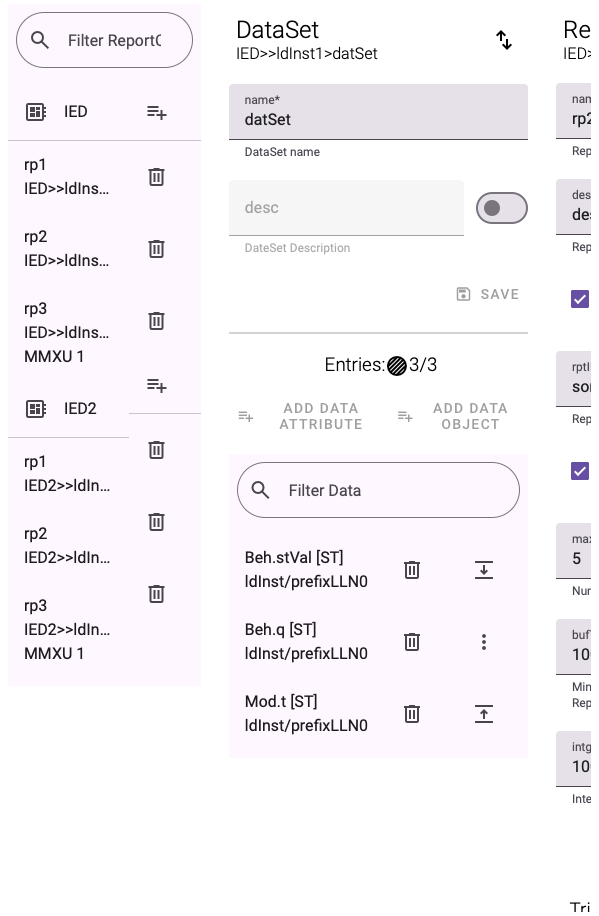 Filter Report
IED
rp1
IED>>ldIns…
rp2
IED>>ldIns…
rp3
IED>>ldIns…
MMXU 1
IED2
rp1
IED2>>ldIn…
rp2
IED2>>ldIn…
rp3
IED2>>ldIn…
MMXU 1
DataSet
IED>>ldInst1>datSet
name*
datSet
DataSet name
desc
DateSet Description
SAVE
Entries: 3/3
ADD DATA
ATTRIBUTE
ADD DATA
OBJECT
Filter Data
Beh.stVal [ST]
ldInst/prefixLLN0
Beh.q [ST]
ldInst/prefixLLN0
Mod.t [ST]
ldInst/prefixLLN0
Re
IED>
nam
rp2
Rep
des
des
Rep
rptI
sor
Rep
max
5
Nur
buf
10
Min
Rep
intg
10
Inte
Tri